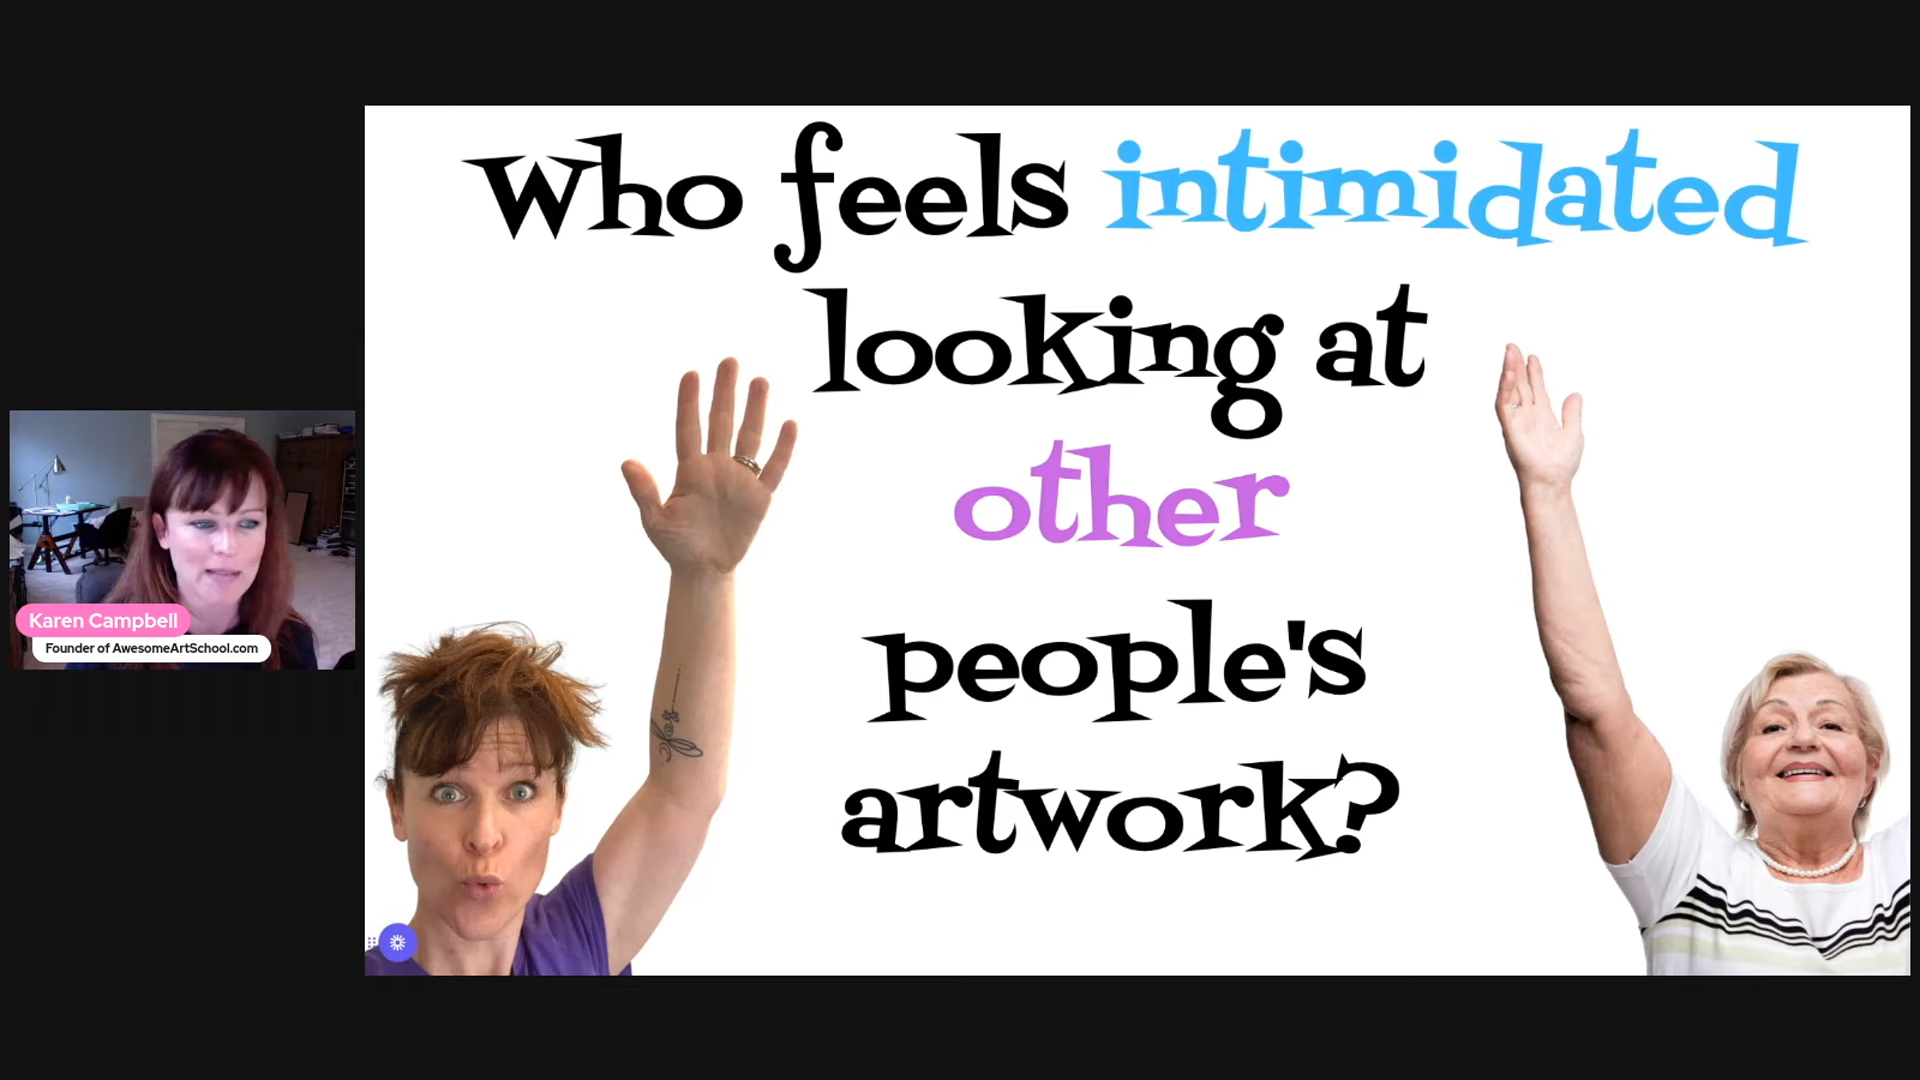 Who feels intimidated
looking at
other
people's
artwork?
Karen Campbell
Founder of AwesomeArtSchool.com